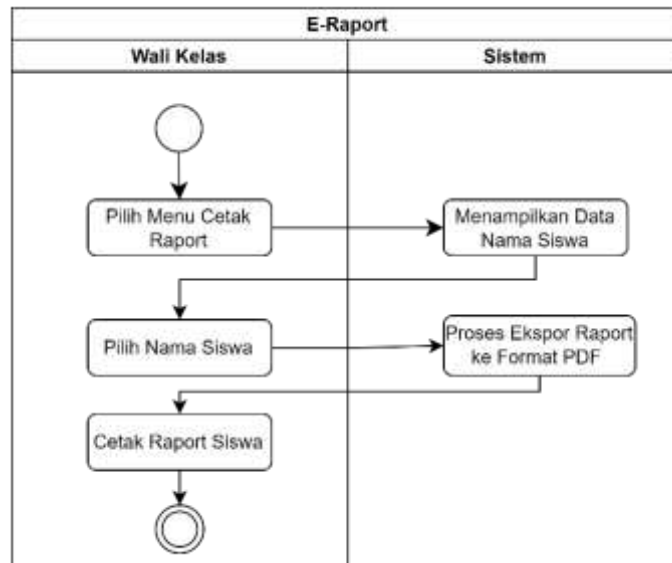 E-Raport
Wali Kelas
Sistem
Pilih Menu Cetak
Raport
Menampilkan Data
Nama Siswa
Pilih Nama Siswa
Proses Ekspor Raport
ke Format PDF
Cetak Raport Siswa